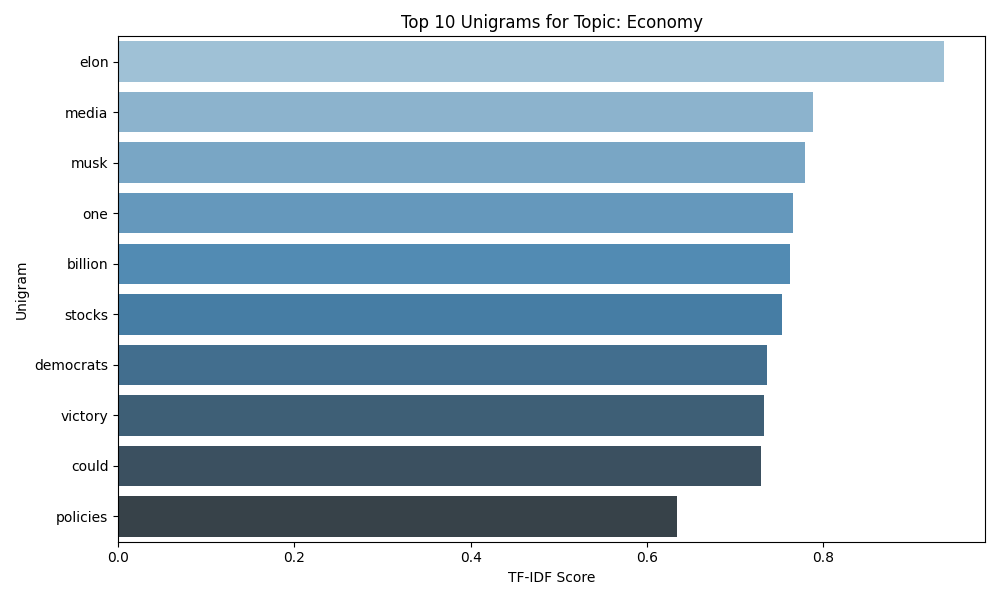 Top 10 Unigrams for Topic: Economy
Unigram
elon
media
musk
one
billion
stocks
democrats
victory
could
policies
0.0
0.2
0.4
0.6
0.8
TF-IDF Score